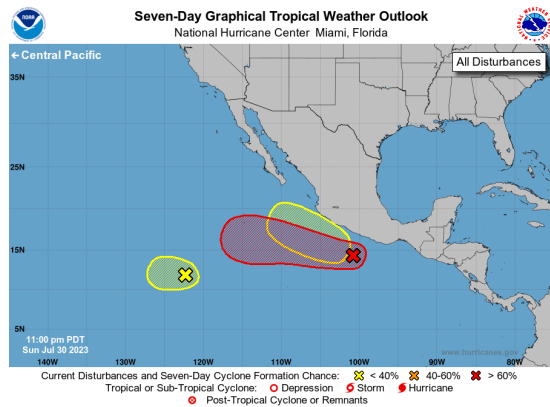 Seven-Day Graphical Tropical Weather Outlook
National Hurricane Center Miami, Florida
NOAA
Central Pacific
All Disturbances
35N
25N
15N
5N
11:00 pm PDT
Sun Jul 30 2023
www.hurricanes.gov
140W 130W 120W 110W 100W 90W 80W
Current Disturbances and Seven-Day Cyclone Formation Chance: < 40% 40-60% > 60%
Tropical or Sub-Tropical Cyclone: Depression Storm Hurricane
Post-Tropical Cyclone or Remnants